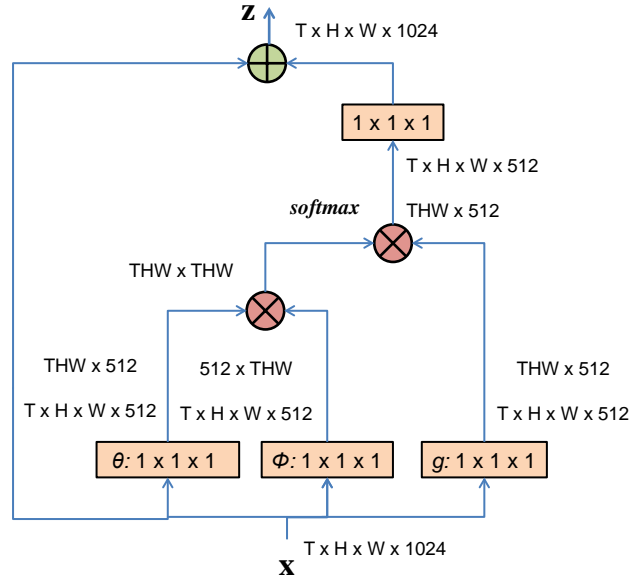 z
T x H x W x 1024
1 x 1 x 1
T x H x W x 512
softmax
THW x 512
THW x THW
THW x 512
512 x THW
THW x 512
T x H x W x 512
T x H x W x 512
T x H x W x 512
θ: 1 x 1 x 1
Φ: 1 x 1 x 1
g: 1 x 1 x 1
T x H x W x 1024
x